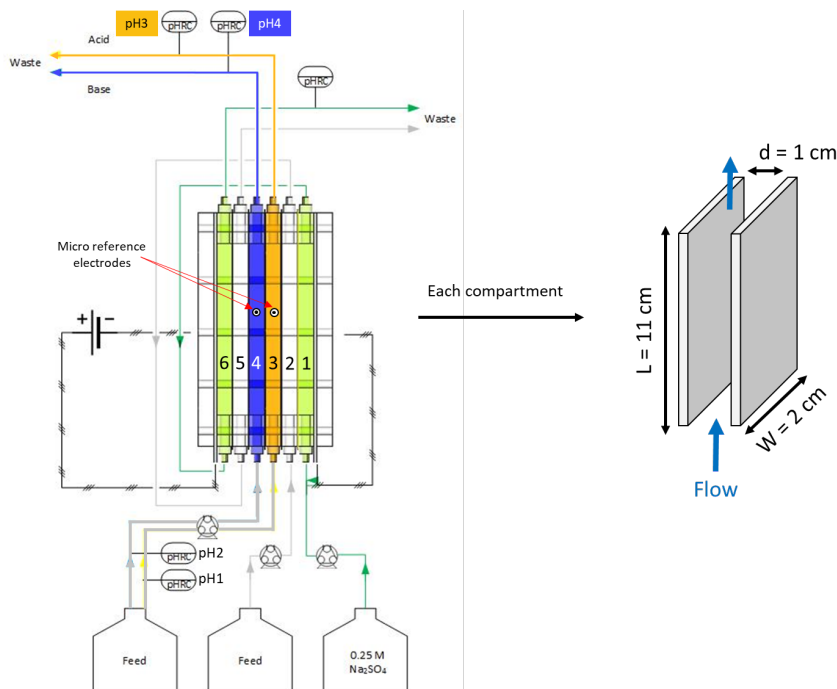 pH3
pHRC
pHRC
pH4
Acid
Waste
Base
pHRC
Waste
Micro reference
electrodes
+
-
6
5
4
3
2
1
Each compartment
d = 1 cm
L = 11 cm
W = 2 cm
Flow
pHRC
pH2
pHRC
pH1
Feed
Feed
0.25 M
Na₂SO₄